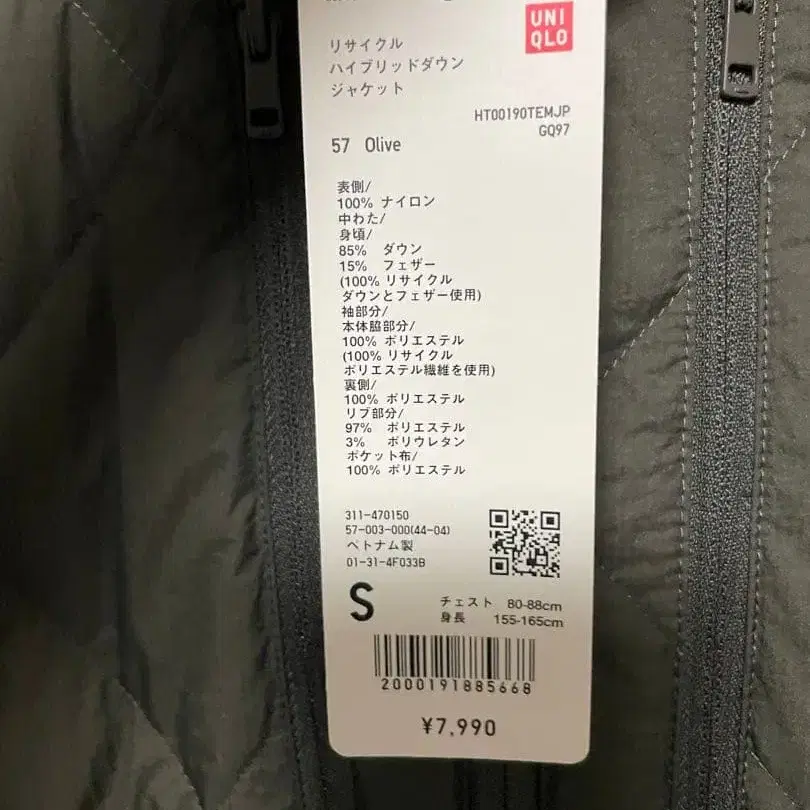 UNI
QLO
リサイクル
ハイブリッドダウン
ジャケット
HT00190TEMJP
GQ97
57 Olive
表側/
100% ナイロン
中わた/
身頃/
85% ダウン
15% フェザー
(100% リサイクル
ダウンとフェザー使用)
袖部分/
本体脇部分/
100% ポリエステル
(100% リサイクル
ポリエステル繊維を使用)
裏側/
100% ポリエステル
リブ部分/
97% ポリエステル
3% ポリウレタン
ポケット布/
100% ポリエステル
311-470150
57-003-000(44-04)
ベトナム製
01-31-4F033B
S
チェスト 80-88cm
身長 155-165cm
2000191885668
¥7,990